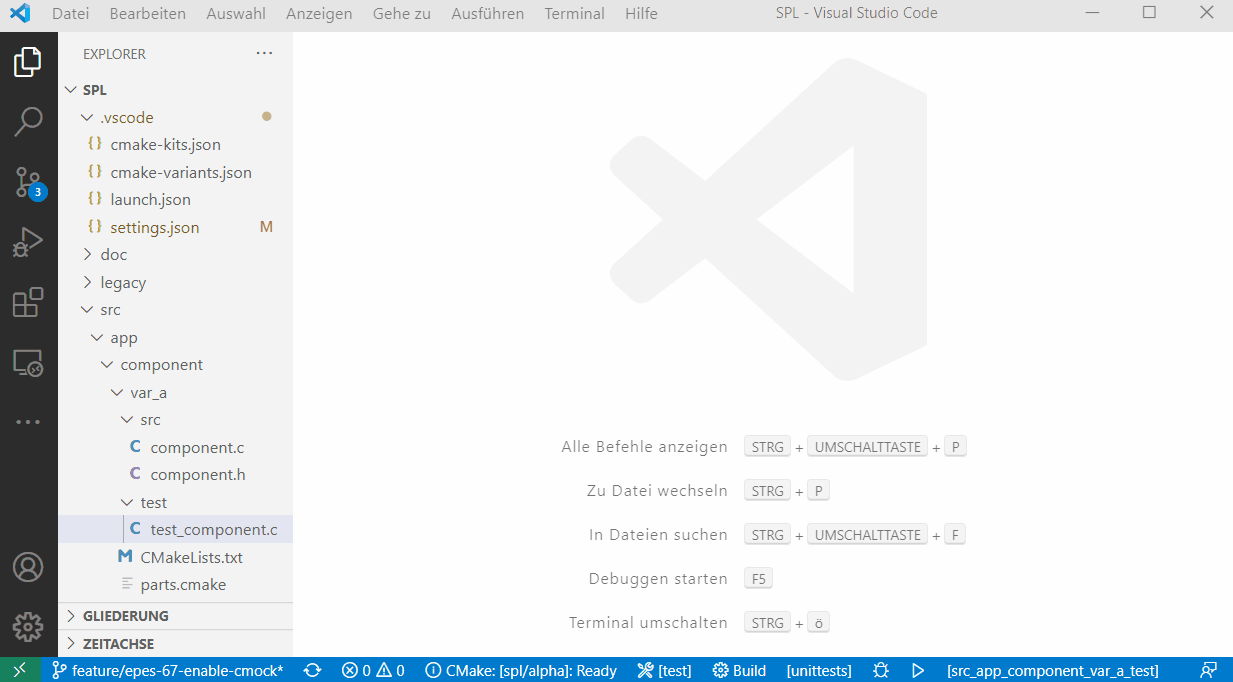 Datei Bearbeiten Auswahl Anzeigen Gehe zu Ausführen Terminal Hilfe SPL - Visual Studio Code
EXPLORER ···
SPL
.vscode
{} cmake-kits.json
{} cmake-variants.json
{} launch.json
{} settings.json M
doc
legacy
src
app
component
var_a
src
C component.c
C component.h
test
C test_component.c
M CMakeLists.txt
parts.cmake
GLIEDERUNG
ZEITACHSE
3
Alle Befehle anzeigen STRG + UMSCHALTTASTE + P
Zu Datei wechseln STRG + P
In Dateien suchen STRG + UMSCHALTTASTE + F
Debuggen starten F5
Terminal umschalten STRG + ö
feature/epes-67-enable-cmock* 0 0 CMake: [spl/alpha]: Ready [test] Build [unittests] [src_app_component_var_a_test]